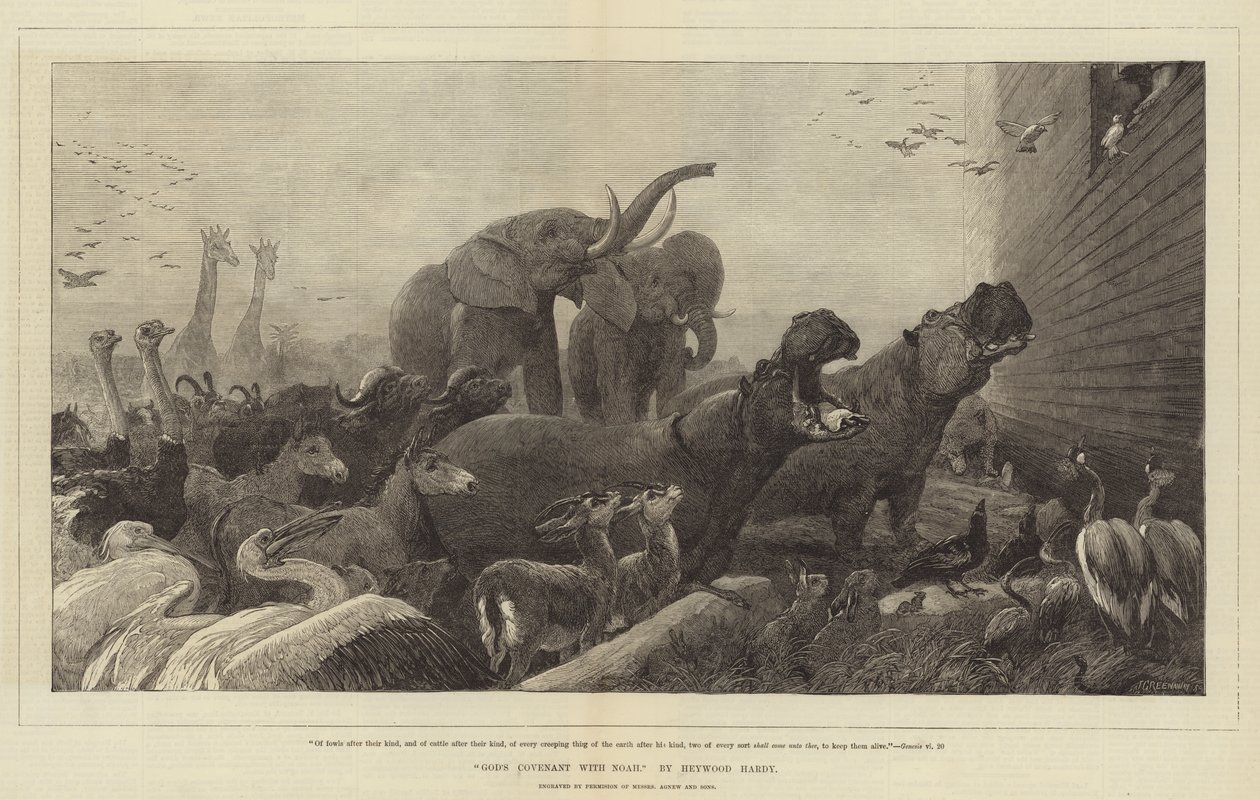 J GREENAWAY S
"Of fowls after their kind, and of cattle after their kind, of every creeping thing of the earth after his kind, two of every sort shall come unto thee, to keep them alive."—Genesis vi. 20
"GOD'S COVENANT WITH NOAH." BY HEYWOOD HARDY.
ENGRAVED BY PERMISION OF MESSRS. AGNEW AND SONS.